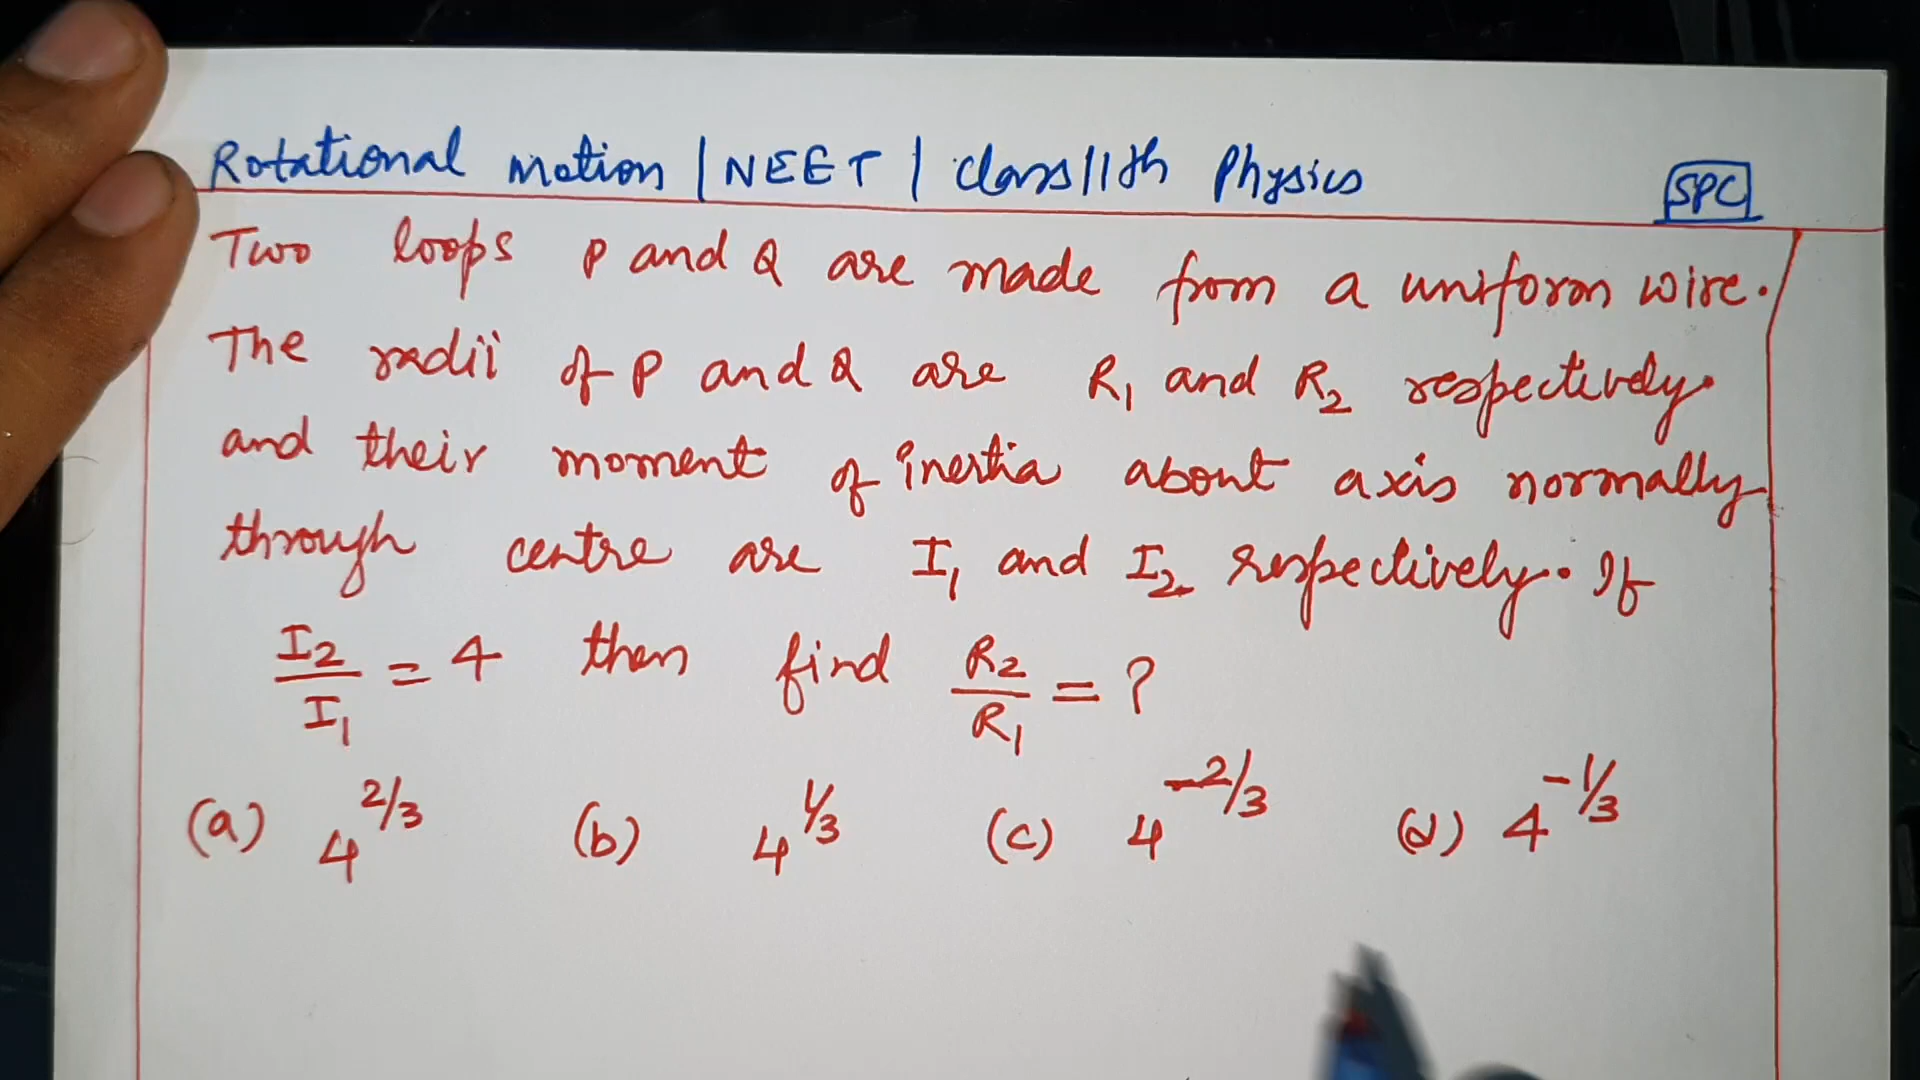 Rotational motion | NEET | class 11th Physics SPC
Two loops P and Q are made from a uniform wire.
The radii of P and Q are R₁ and R₂ respectively.
and their moment of inertia about axis normally
through centre are I₁ and I₂ respectively. If
I₂/I₁ = 4 then find R₂/R₁ = ?
(a) 4^2/3 (b) 4^1/3 (c) 4^-2/3 (d) 4^-1/3